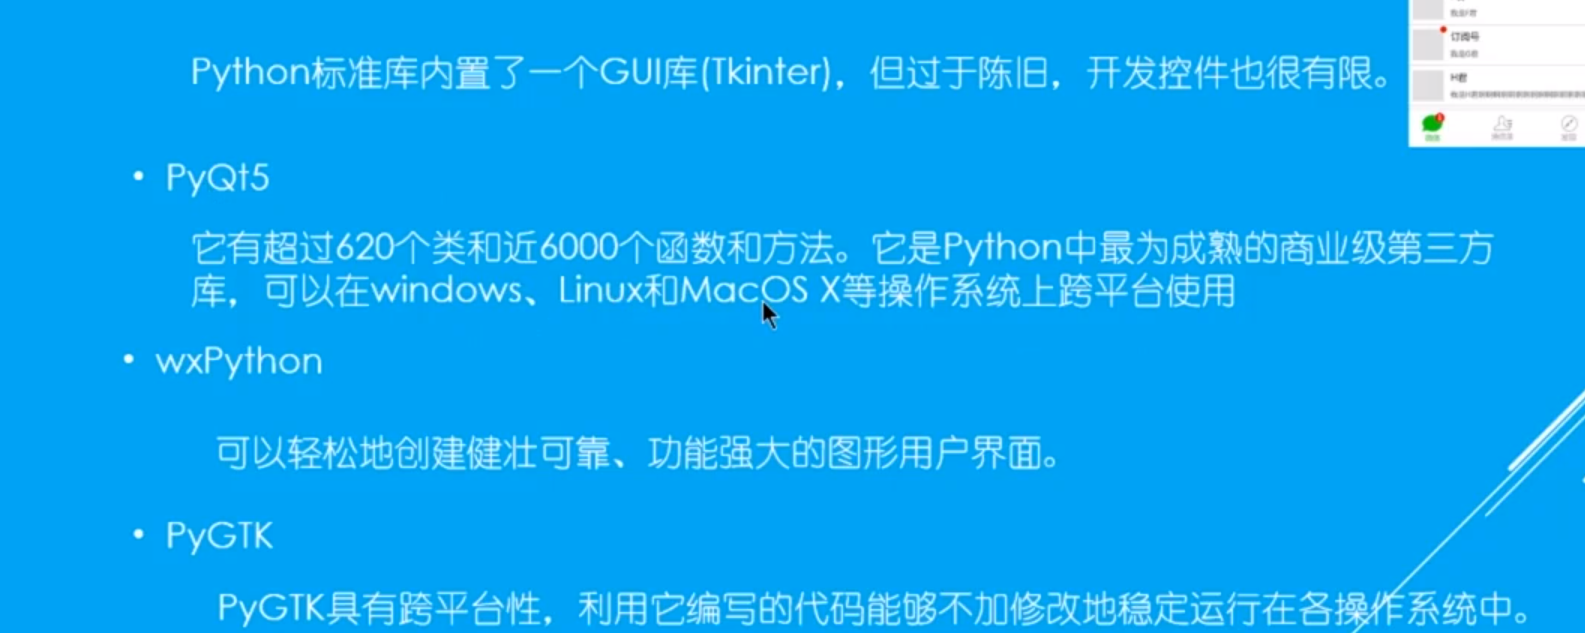 Python标准库内置了一个GUI库(Tkinter)，但过于陈旧，开发控件也很有限。
订阅号
H君
• PyQt5
它有超过620个类和近6000个函数和方法。它是Python中最为成熟的商业级第三方
库，可以在windows、Linux和MacOS X等操作系统上跨平台使用
• wxPython
可以轻松地创建健壮可靠、功能强大的图形用户界面。
• PyGTK
PyGTK具有跨平台性，利用它编写的代码能够不加修改地稳定运行在各操作系统中。